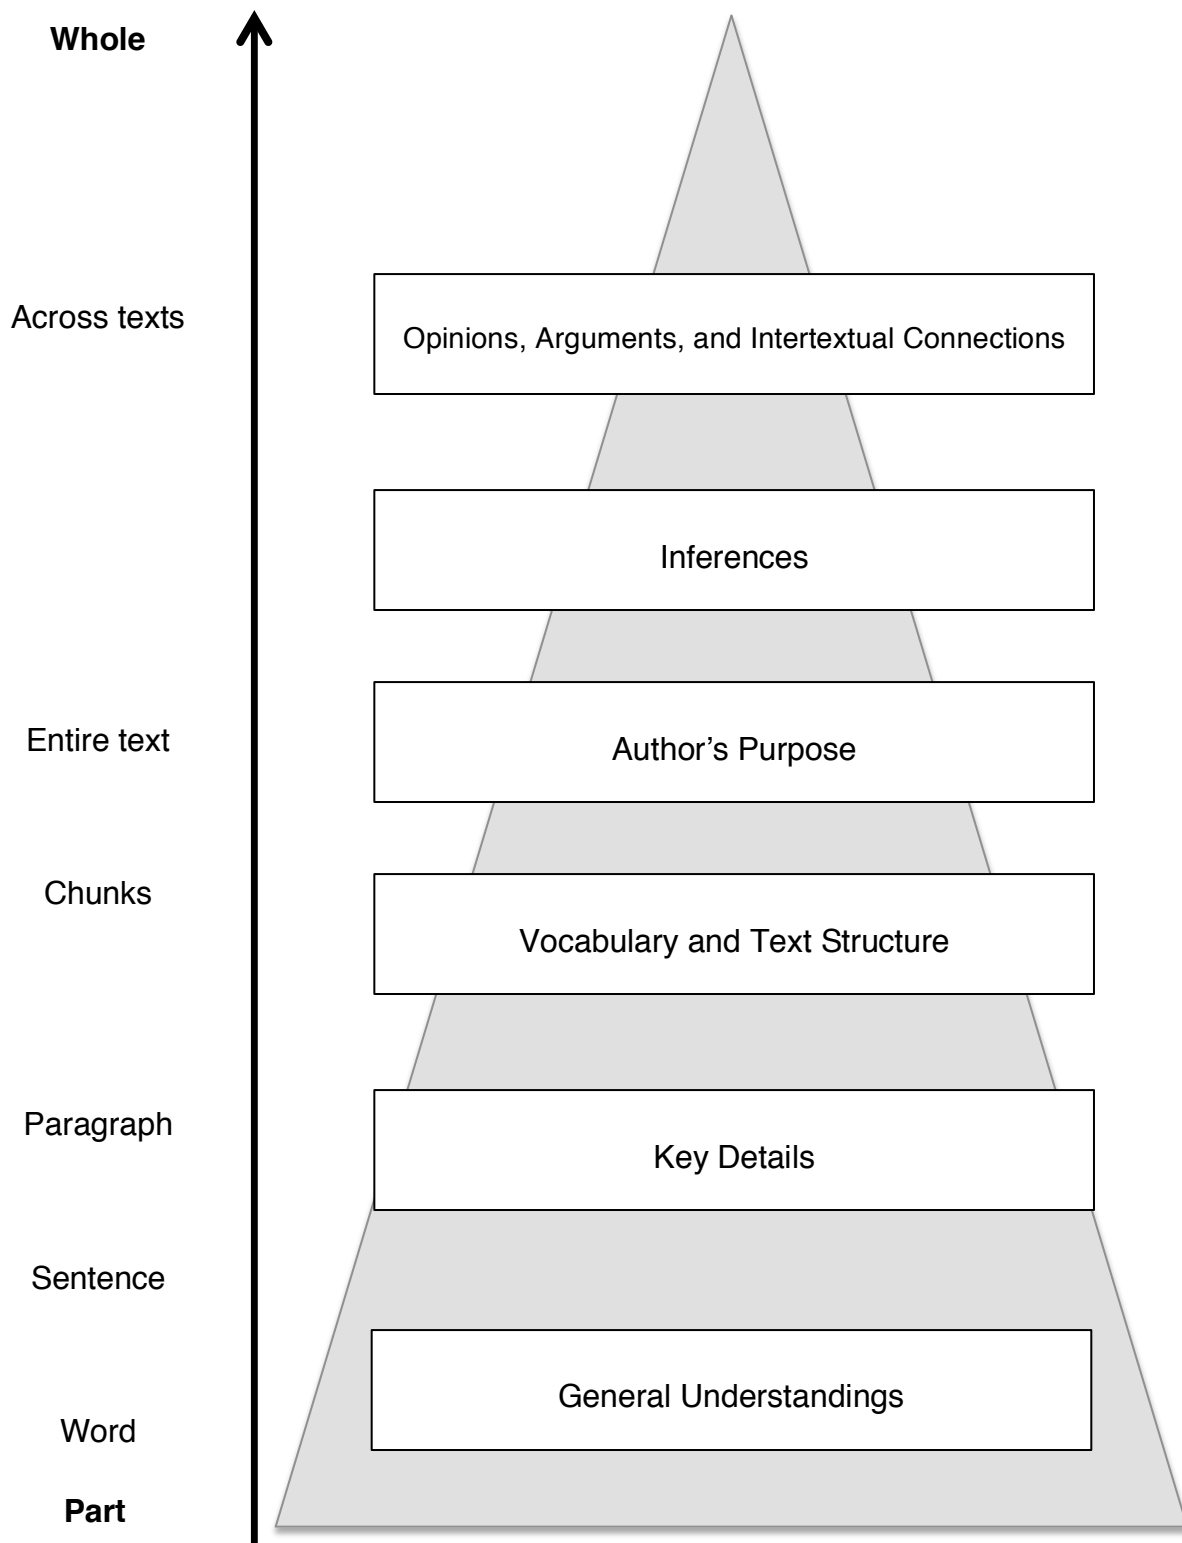 Whole
Across texts
Opinions, Arguments, and Intertextual Connections
Inferences
Entire text
Author’s Purpose
Chunks
Vocabulary and Text Structure
Paragraph
Key Details
Sentence
General Understandings
Word
Part